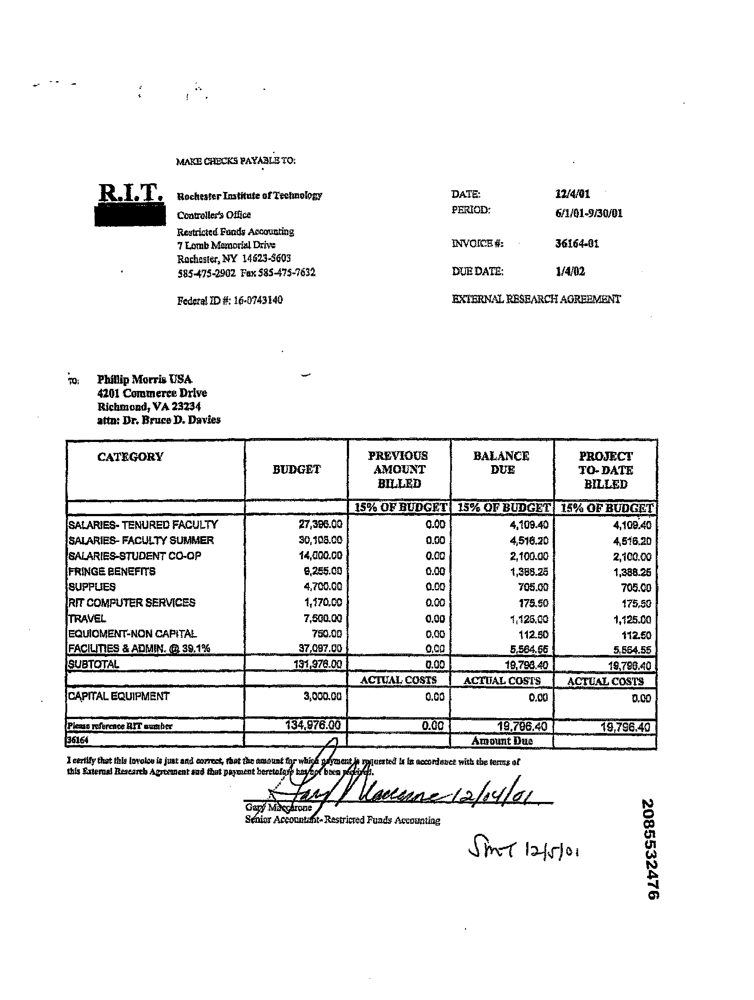 MAKE CHECKS PAYABLE TO:
R.I.T.
Rochester Institute of Technology
Controller's Office
Restricted Funds Accounting
7 Lomb Memorial Drive
Rochester, NY 14623-5603
585-475-2902 Fax 585-475-7632
Federal ID #: 16-0743140
DATE: 12/4/01
PERIOD: 6/1/01-9/30/01
INVOICE #: 36164-01
DUE DATE: 1/4/02
EXTERNAL RESEARCH AGREEMENT
TO: Phillip Morris USA
4201 Commerce Drive
Richmond, VA 23234
attn: Dr. Bruce D. Davies
CATEGORY BUDGET PREVIOUS AMOUNT BILLED BALANCE DUE PROJECT TO-DATE BILLED
15% OF BUDGET 15% OF BUDGET 15% OF BUDGET
SALARIES- TENURED FACULTY 27,396.00 0.00 4,109.40 4,109.40
SALARIES- FACULTY SUMMER 30,108.00 0.00 4,516.20 4,516.20
SALARIES-STUDENT CO-OP 14,000.00 0.00 2,100.00 2,100.00
FRINGE BENEFITS 9,255.00 0.00 1,388.25 1,388.25
SUPPLIES 4,700.00 0.00 705.00 705.00
RIT COMPUTER SERVICES 1,170.00 0.00 175.50 175.50
TRAVEL 7,500.00 0.00 1,125.00 1,125.00
EQUIOMENT-NON CAPITAL 750.00 0.00 112.50 112.50
FACILITIES & ADMIN. @ 39.1% 37,097.00 0.00 5,564.55 5,564.55
SUBTOTAL 131,976.00 0.00 19,796.40 19,796.40
ACTUAL COSTS ACTUAL COSTS ACTUAL COSTS
CAPITAL EQUIPMENT 3,000.00 0.00 0.00 0.00
Please reference RIT number 134,976.00 0.00 19,796.40 19,796.40
36164 Amount Due
I certify that this invoice is just and correct, that the amount for which payment is requested is in accordance with the terms of
this External Research Agreement and that payment heretofore has not been received.
12/04/01
Gary
Senior Accountant- Restricted Funds Accounting
SMT 12/5/01
2085532476